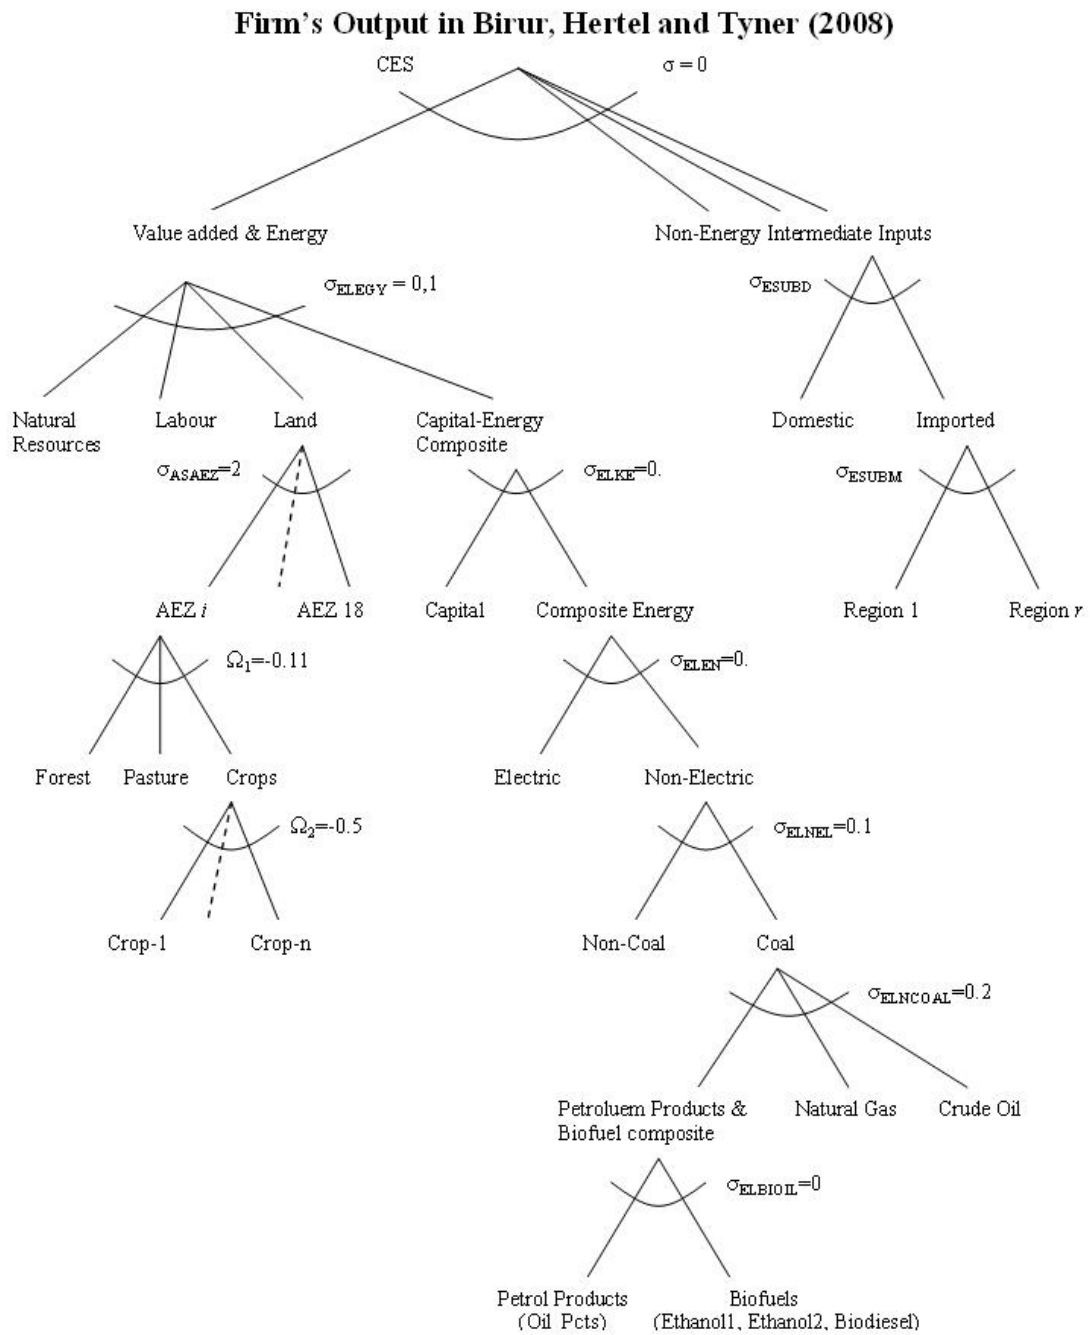 Firm's Output in Birur, Hertel and Tyner (2008)
CES
σ = 0
Value added & Energy
Non-Energy Intermediate Inputs
σELEGY = 0,1
σESUBD
Natural
Resources
Labour
Land
Capital-Energy
Composite
Domestic
Imported
σASAEZ=2
σELKE=0.
σESUBM
AEZ i
AEZ 18
Capital
Composite Energy
Region 1
Region r
Ω1=-0.11
σELEN=0.
Forest
Pasture
Crops
Electric
Non-Electric
Ω2=-0.5
σELNEL=0.1
Crop-1
Crop-n
Non-Coal
Coal
σELNCOAL=0.2
Petroluem Products &
Biofuel composite
Natural Gas
Crude Oil
σELBIOIL=0
Petrol Products
(Oil_Pcts)
Biofuels
(Ethanol1, Ethanol2, Biodiesel)